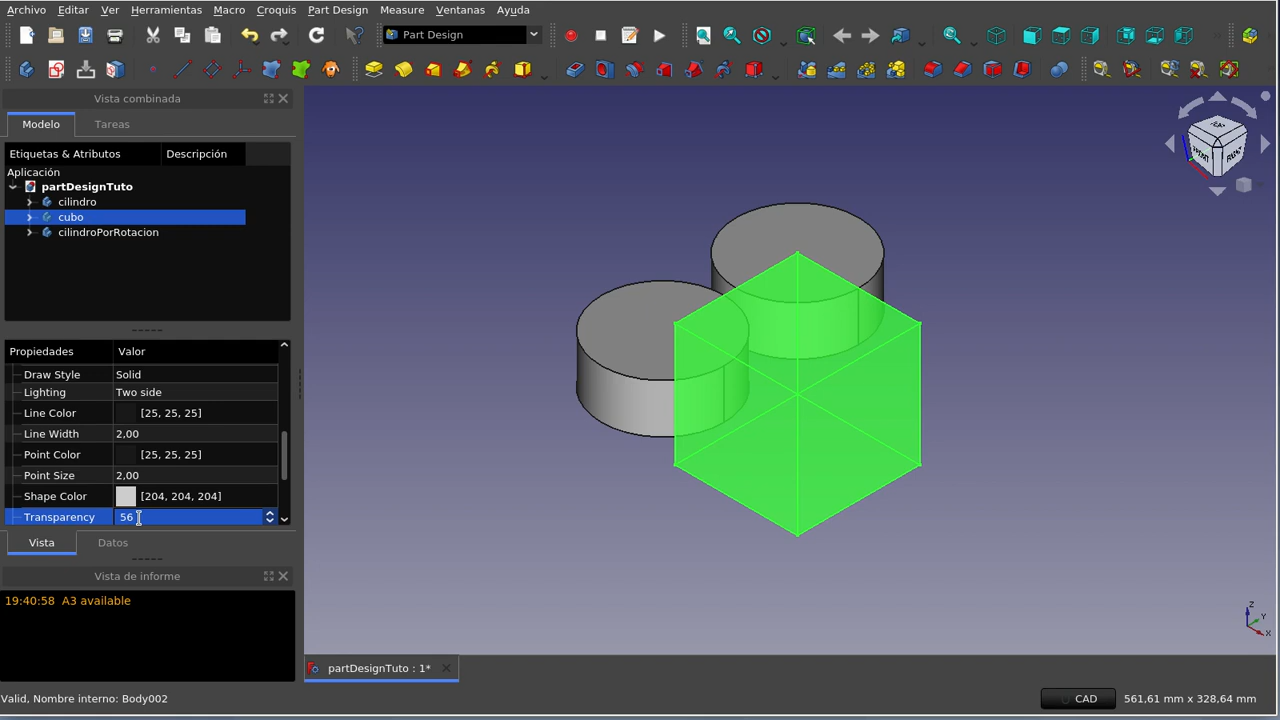 Archivo Editar Ver Herramientas Macro Croquis Part Design Measure Ventanas Ayuda
Part Design
Vista combinada
Modelo Tareas
Etiquetas & Atributos Descripción
Aplicación
partDesignTuto
cilindro
cubo
cilindroPorRotacion
Propiedades Valor
Draw Style Solid
Lighting Two side
Line Color [25, 25, 25]
Line Width 2,00
Point Color [25, 25, 25]
Point Size 2,00
Shape Color [204, 204, 204]
Transparency 56
Vista Datos
Vista de informe
19:40:58 A3 available
Z
Y
X
partDesignTuto : 1*
Valid, Nombre interno: Body002
CAD 561,61 mm x 328,64 mm